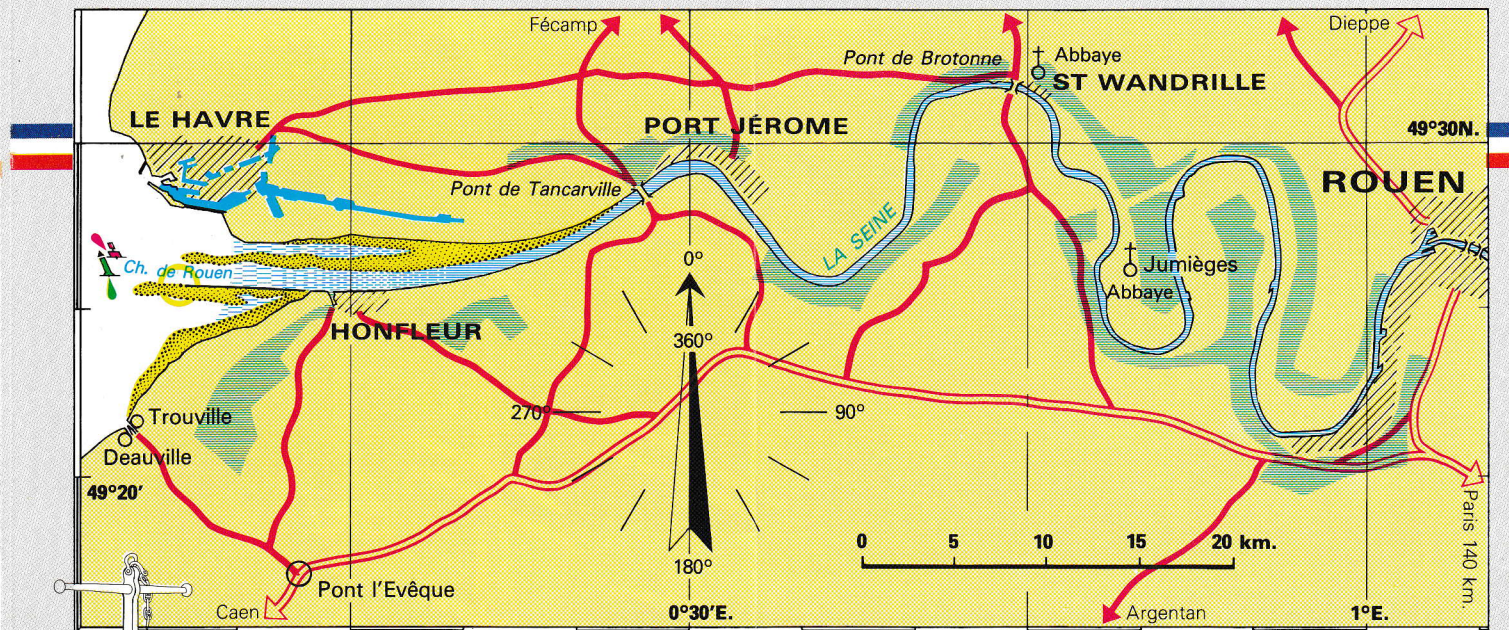 Fécamp
Dieppe
Pont de Brotonne
Abbaye
ST WANDRILLE
LE HAVRE
PORT JÉROME
49°30N.
Pont de Tancarville
ROUEN
LA SEINE
Ch. de Rouen
0°
Jumièges
Abbaye
HONFLEUR
360°
270°
90°
Trouville
Deauville
49°20'
Paris 140 km.
0 5 10 15 20 km.
180°
Pont l'Evêque
Caen
0°30'E.
Argentan
1°E.